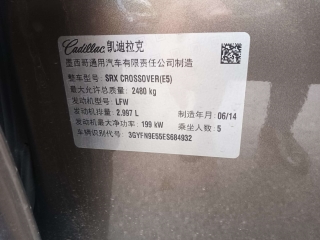 Cadillac 凯迪拉克
墨西哥通用汽车有限责任公司制造
整车型号: SRX CROSSOVER(E5)
最大允许总质量: 2480 kg
发动机型号: LFW
发动机排量: 2.997 L
制造年月: 06/14
发动机最大净功率: 199 kW
乘坐人数: 5
车辆识别代号: 3GYFN9E55ES684932